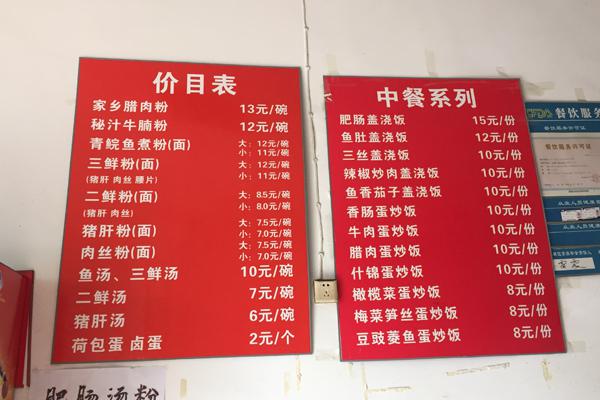 价目表
家乡腊肉粉 13元/碗
秘汁牛腩粉 12元/碗
青鲩鱼煮粉(面) 大：12元/碗
小：11元/碗
三鲜粉(面) 大：12元/碗
(猪肝 肉丝 腰片) 小：11元/碗
二鲜粉(面) 大：8.5元/碗
(猪肝 肉丝) 小：8.0元/碗
猪肝粉(面) 大：7.5元/碗
小：7.0元/碗
肉丝粉(面) 大：7.5元/碗
小：7.0元/碗
鱼汤、三鲜汤 10元/碗
二鲜汤 7元/碗
猪肝汤 6元/碗
荷包蛋 卤蛋 2元/个
肥肠汤粉
中餐系列
肥肠盖浇饭 15元/份
鱼肚盖浇饭 12元/份
三丝盖浇饭 10元/份
辣椒炒肉盖浇饭 10元/份
鱼香茄子盖浇饭 10元/份
香肠蛋炒饭 10元/份
牛肉蛋炒饭 10元/份
腊肉蛋炒饭 10元/份
什锦蛋炒饭 10元/份
橄榄菜蛋炒饭 8元/份
梅菜笋丝蛋炒饭 8元/份
豆豉菱鱼蛋炒饭 8元/份
餐饮服务
餐饮服务许可证